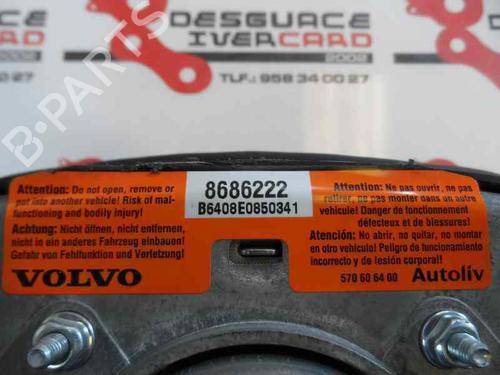 DESGUACE
IVERCARD
2002
TLF.: 958 34 00 27
B-PARTS
Attention: Do not open, remove or
put into another vehicle! Risk of mal-
functioning and bodily injury!
Achtung: Nicht öffnen, nicht entfernen,
nicht in ein anderes Fahrzeug einbauen!
Gefahr von Fehlfunktion und Verletzung!
VOLVO
8686222
B6408E0850341
Attention: Ne pas ouvrir, ne pas
retirer, ne pas monter dans un autre
vehicule! Danger de fonctionnement
défecteux et de blessures!
Atención: No abrir, no quitar, no montar
en otro vehículo! Peligro de funcionamiento
incorrecto y de lesión corporal!
570 60 64 00 Autoliv